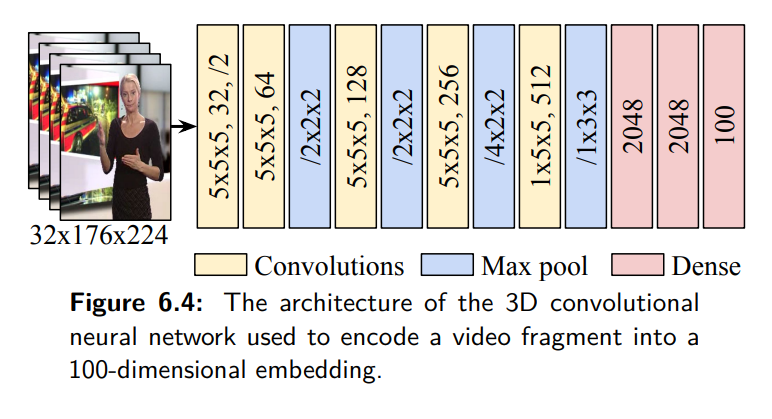 5x5x5, 32, /2
5x5x5, 64
/2x2x2
5x5x5, 128
/2x2x2
5x5x5, 256
/4x2x2
1x5x5, 512
/1x3x3
2048
2048
100
32x176x224
Convolutions
Max pool
Dense
Figure 6.4: The architecture of the 3D convolutional
neural network used to encode a video fragment into a
100-dimensional embedding.